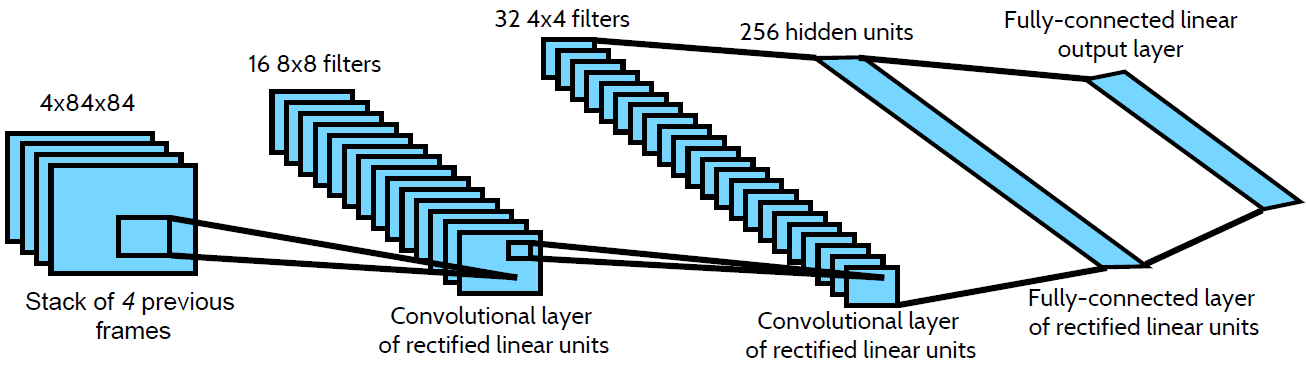 4x84x84
Stack of 4 previous
frames
16 8x8 filters
Convolutional layer
of rectified linear units
32 4x4 filters
Convolutional layer
of rectified linear units
256 hidden units
Fully-connected layer
of rectified linear units
Fully-connected linear
output layer